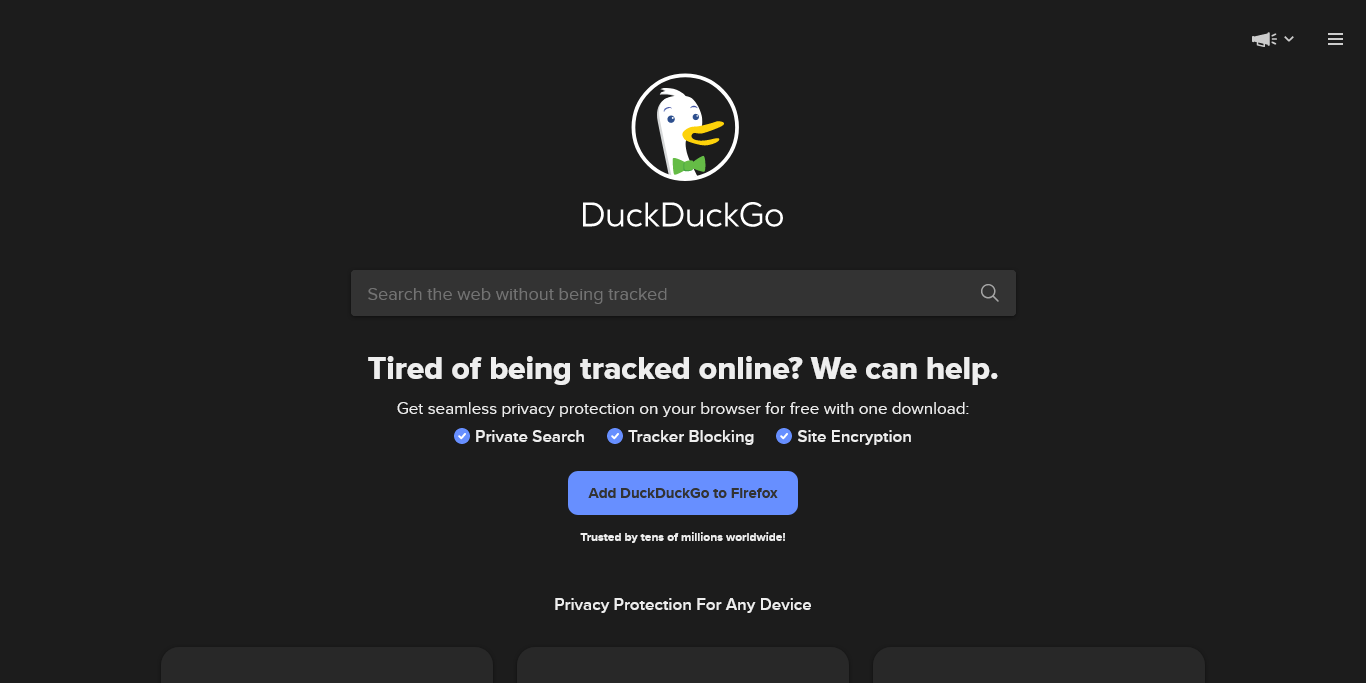 DuckDuckGo
Search the web without being tracked
Tired of being tracked online? We can help.
Get seamless privacy protection on your browser for free with one download:
Private Search Tracker Blocking Site Encryption
Add DuckDuckGo to Firefox
Trusted by tens of millions worldwide!
Privacy Protection For Any Device